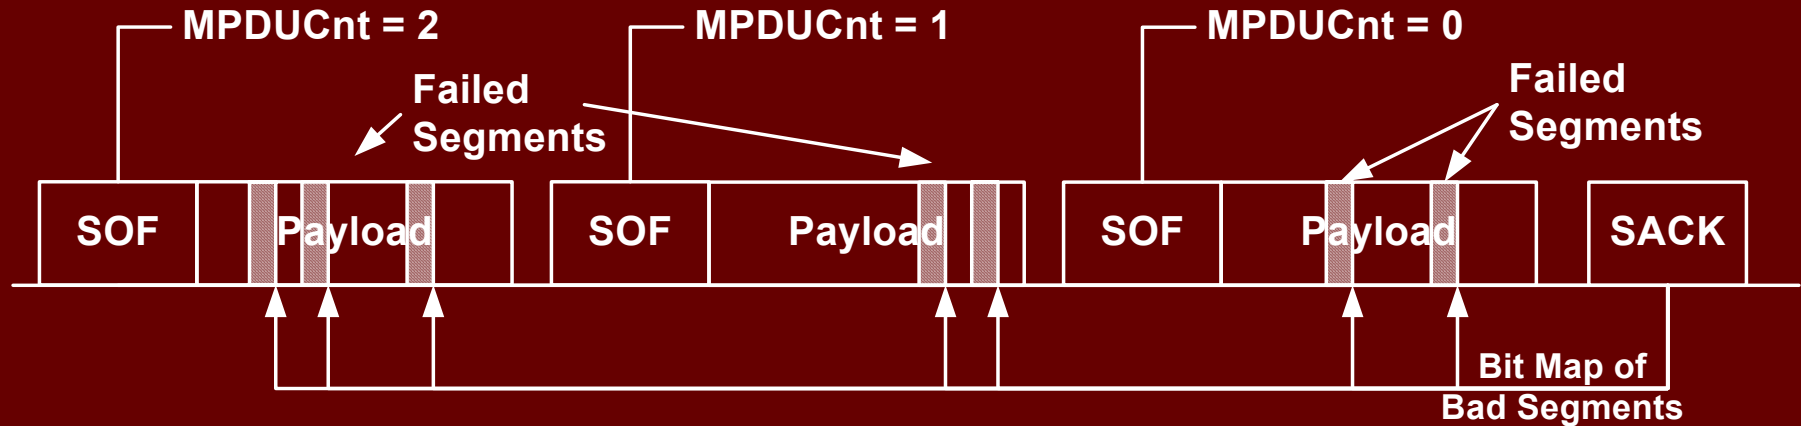 MPDUCnt = 2
MPDUCnt = 1
MPDUCnt = 0
Failed
Segments
Failed
Segments
SOF
Payload
SOF
Payload
SOF
Payload
SACK
Bit Map of
Bad Segments